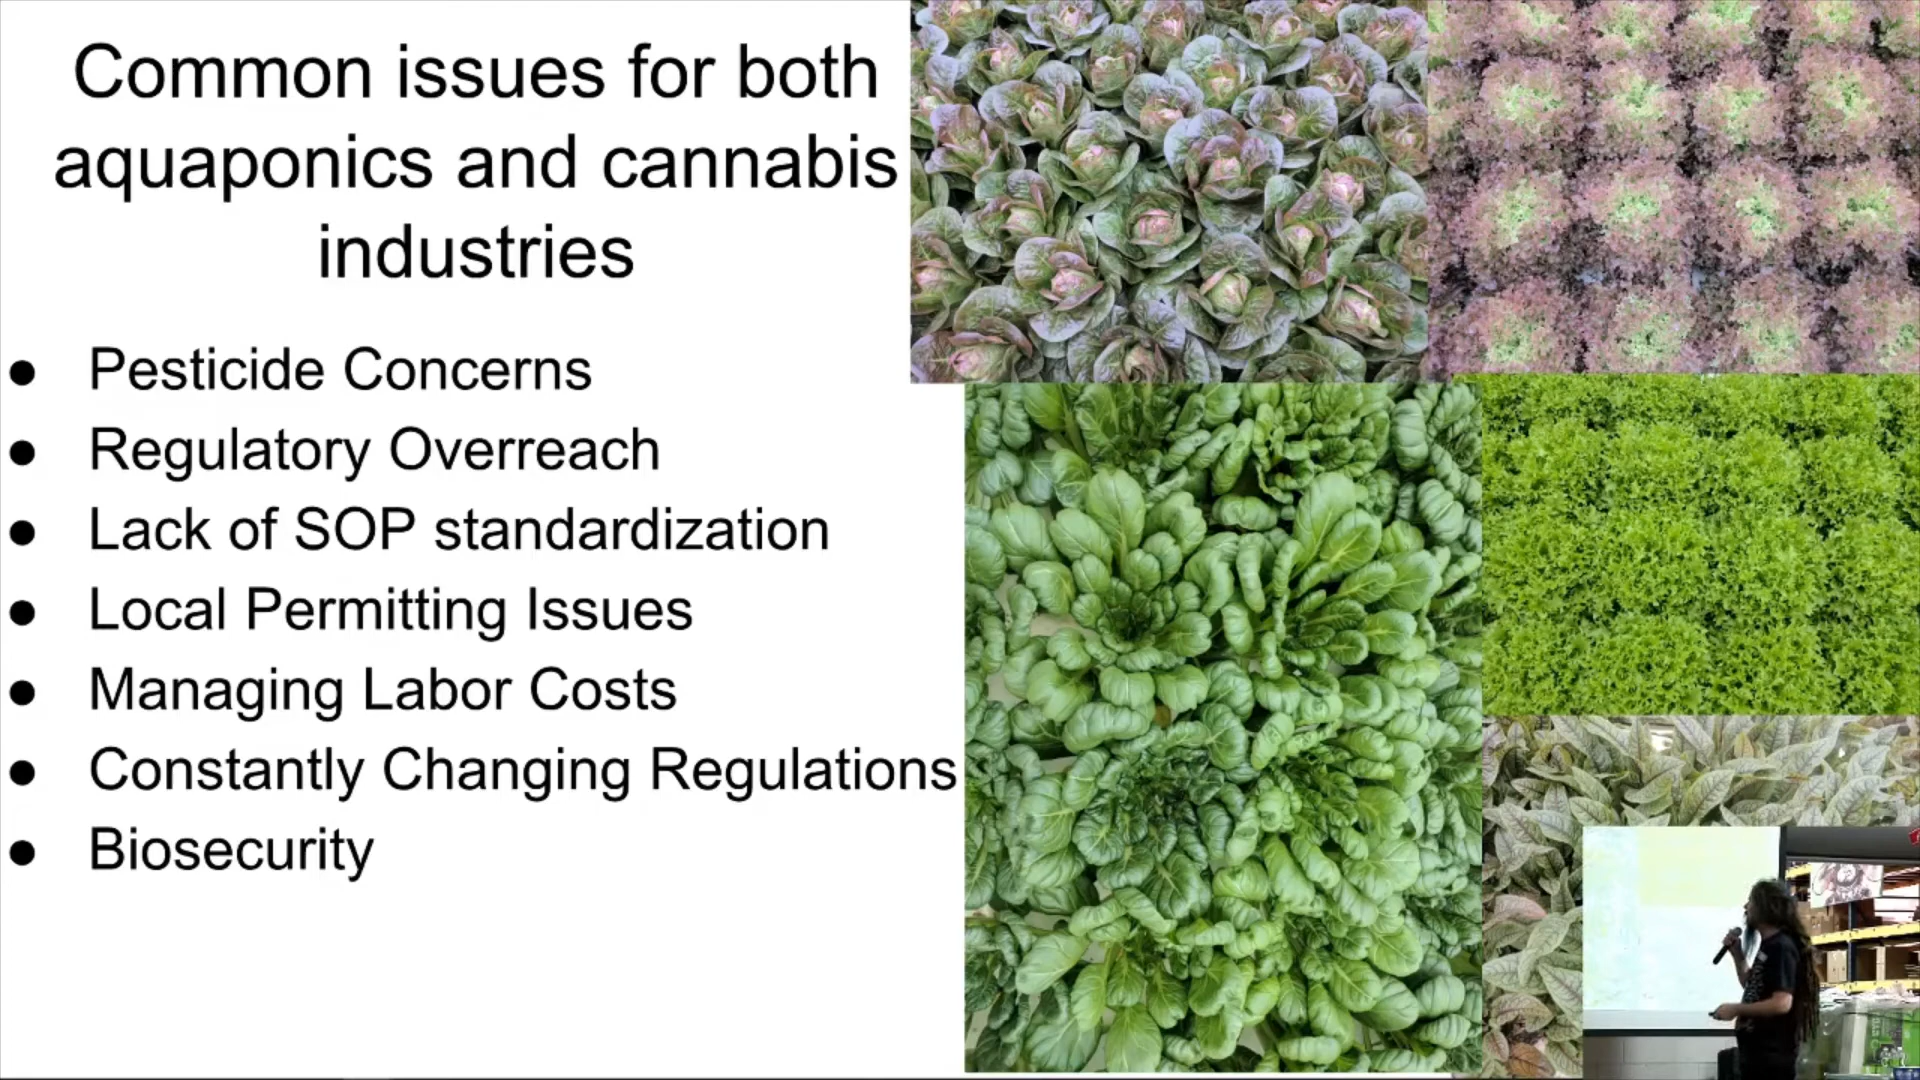 Common issues for both
aquaponics and cannabis
industries
● Pesticide Concerns
● Regulatory Overreach
● Lack of SOP standardization
● Local Permitting Issues
● Managing Labor Costs
● Constantly Changing Regulations
● Biosecurity